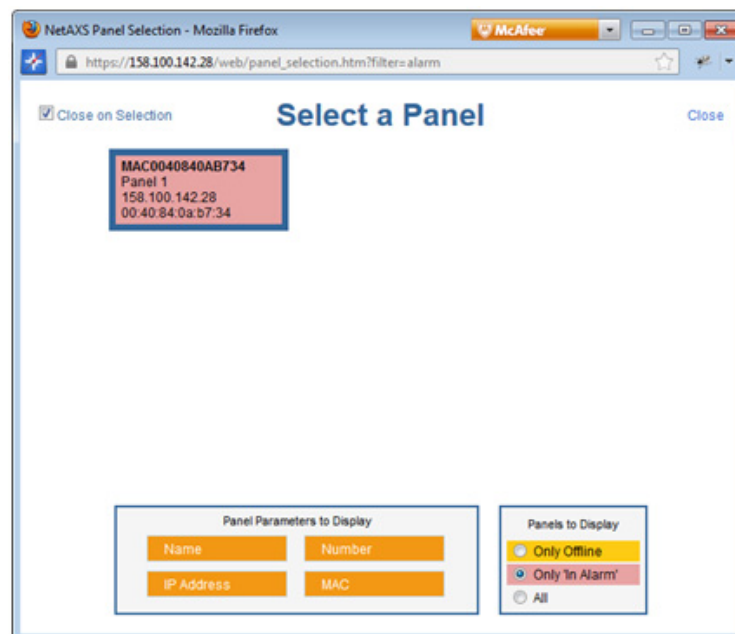 NetAXS Panel Selection - Mozilla Firefox
McAfee
https://158.100.142.28/web/panel_selection.htm?filter=alarm
Close on Selection
Select a Panel
Close
MAC0040840AB734
Panel 1
158.100.142.28
00:40:84:0a:b7:34
Panel Parameters to Display
Name
Number
IP Address
MAC
Panels to Display
Only Offline
Only 'In Alarm'
All